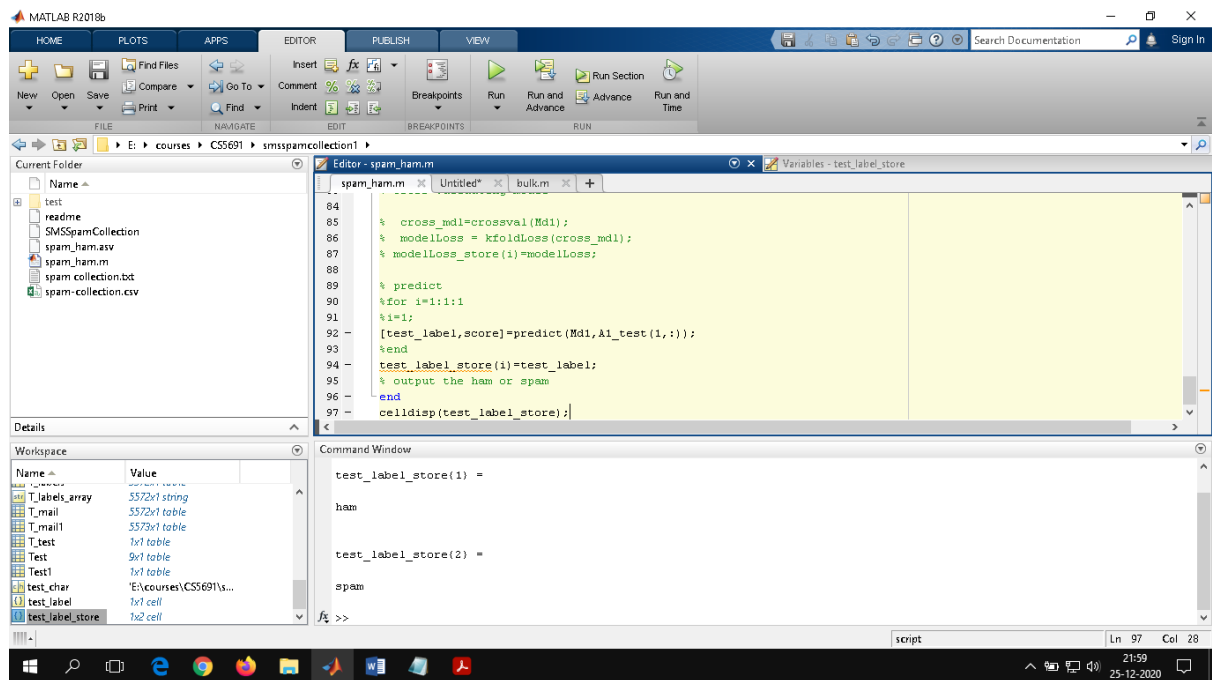 MATLAB R2018b
HOME PLOTS APPS EDITOR PUBLISH VIEW Search Documentation Sign In
New Open Save Find Files Compare Print Go To Find Insert Comment Indent Breakpoints Run Run and Advance Run Section Advance Run and Time
FILE NAVIGATE EDIT BREAKPOINTS RUN
E: courses CS5691 smsspamcollection1
Current Folder
Name
test
readme
SMSSpamCollection
spam_ham.asv
spam_ham.m
spam collection.txt
spam-collection.csv
Details
Editor - spam_ham.m
Variables - test_label_store
spam_ham.m Untitled* bulk.m
84
85 % cross_mdl=crossval(Md1);
86 % modelLoss = kfoldLoss(cross_mdl);
87 % modelLoss_store(i)=modelLoss;
88
89 % predict
90 %for i=1:1:1
91 %i=1;
92 – [test_label,score]=predict(Md1,A1_test(1,:));
93 %end
94 – test_label_store(i)=test_label;
95 % output the ham or spam
96 – end
97 – celldisp(test_label_store);
Workspace
Name Value
T_labels_array 5572x1 string
T_mail 5572x1 table
T_mail1 5573x1 table
T_test 1x1 table
Test 9x1 table
Test1 1x1 table
test_char 'E:\courses\CS5691\s...
test_label 1x1 cell
test_label_store 1x2 cell
Command Window
test_label_store{1} =
ham
test_label_store{2} =
spam
fx >>
script Ln 97 Col 28
21:59
25-12-2020